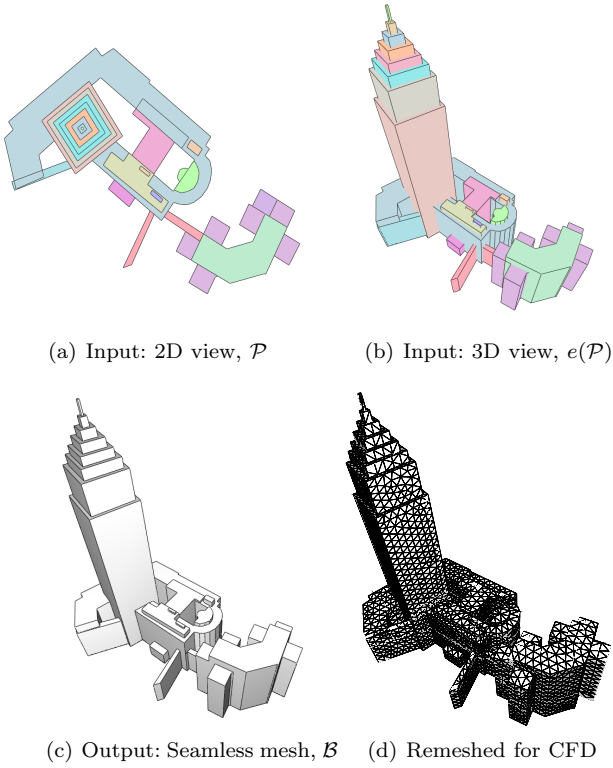 (a) Input: 2D view, 𝒫
(b) Input: 3D view, e(𝒫)
(c) Output: Seamless mesh, ℬ
(d) Remeshed for CFD